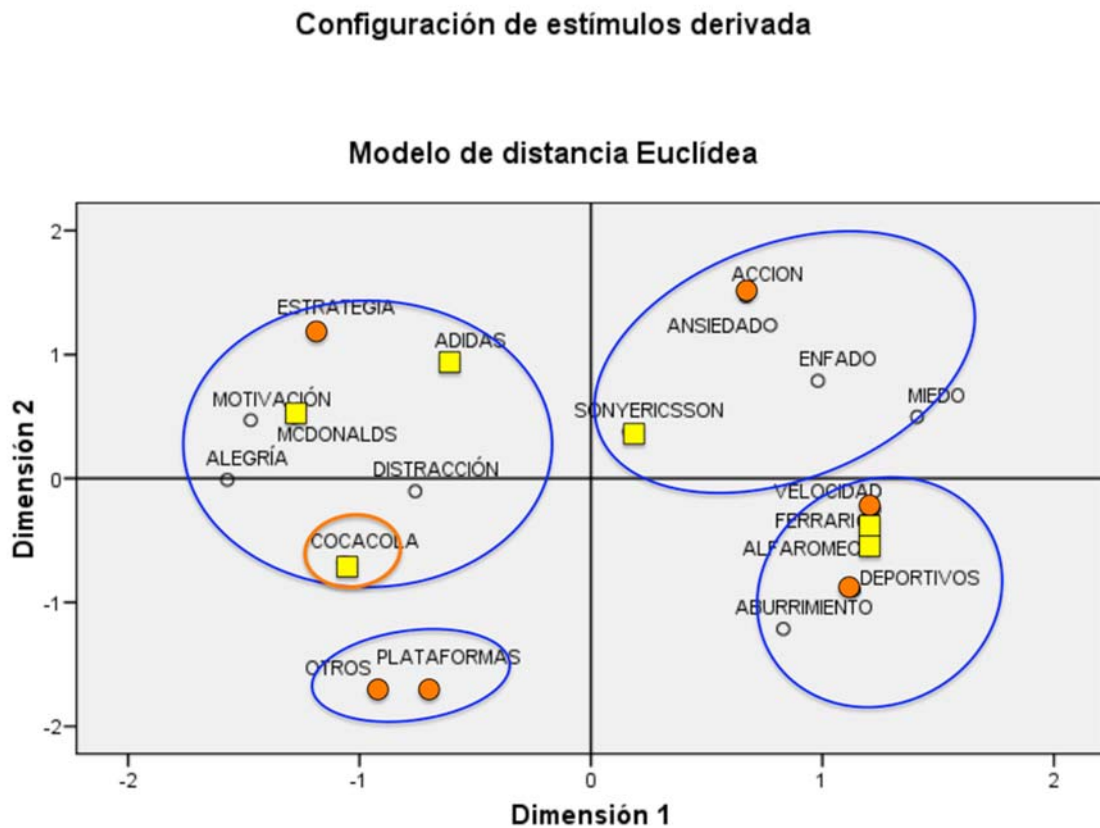 Configuración de estímulos derivada
Modelo de distancia Euclídea
Dimensión 2
2
1
0
-1
-2
ACCION
ESTRATEGIA
ANSIEDADO
ADIDAS
ENFADO
MOTIVACIÓN
MIEDO
SONYERICSSON
MCDONALDS
ALEGRÍA
DISTRACCIÓN
VELOCIDAD
FERRARI
COCACOLA
ALFAROMEO
DEPORTIVOS
ABURRIMIENTO
PLATAFORMAS
OTROS
-2 -1 0 1 2
Dimensión 1